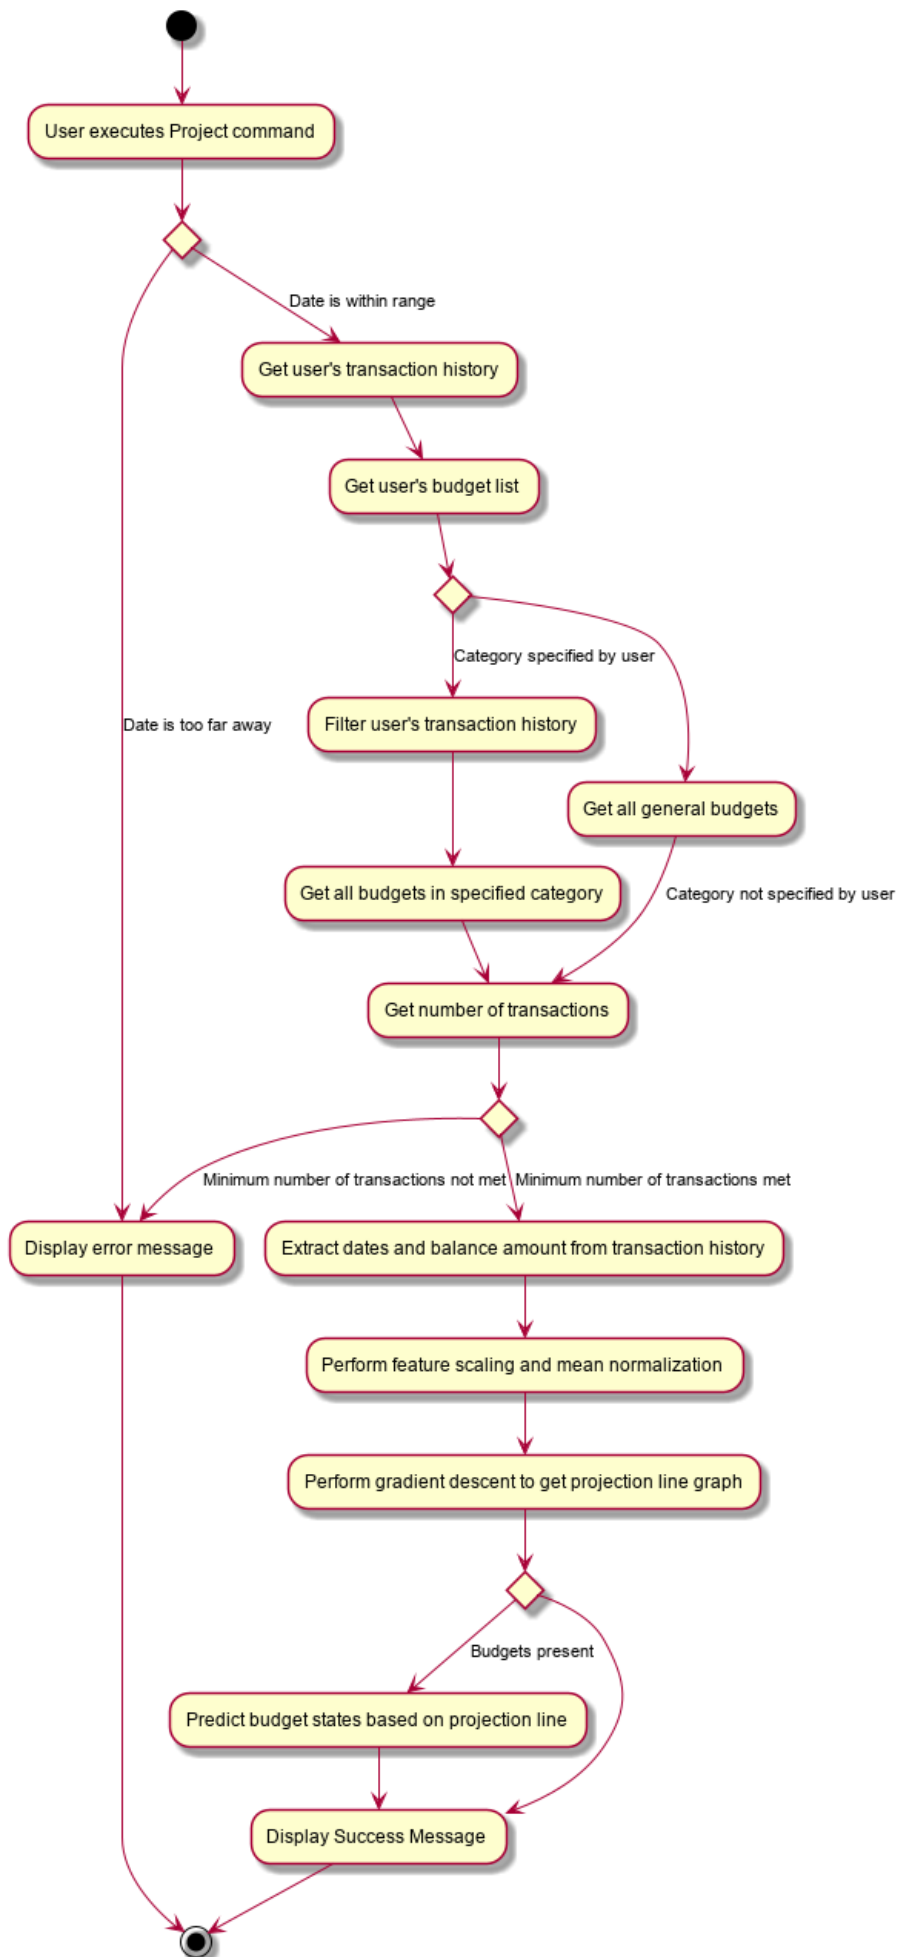 User executes Project command
Date is within range
Get user's transaction history
Get user's budget list
Category specified by user
Filter user's transaction history
Date is too far away
Get all general budgets
Get all budgets in specified category
Category not specified by user
Get number of transactions
Minimum number of transactions not met
Minimum number of transactions met
Display error message
Extract dates and balance amount from transaction history
Perform feature scaling and mean normalization
Perform gradient descent to get projection line graph
Budgets present
Predict budget states based on projection line
Display Success Message